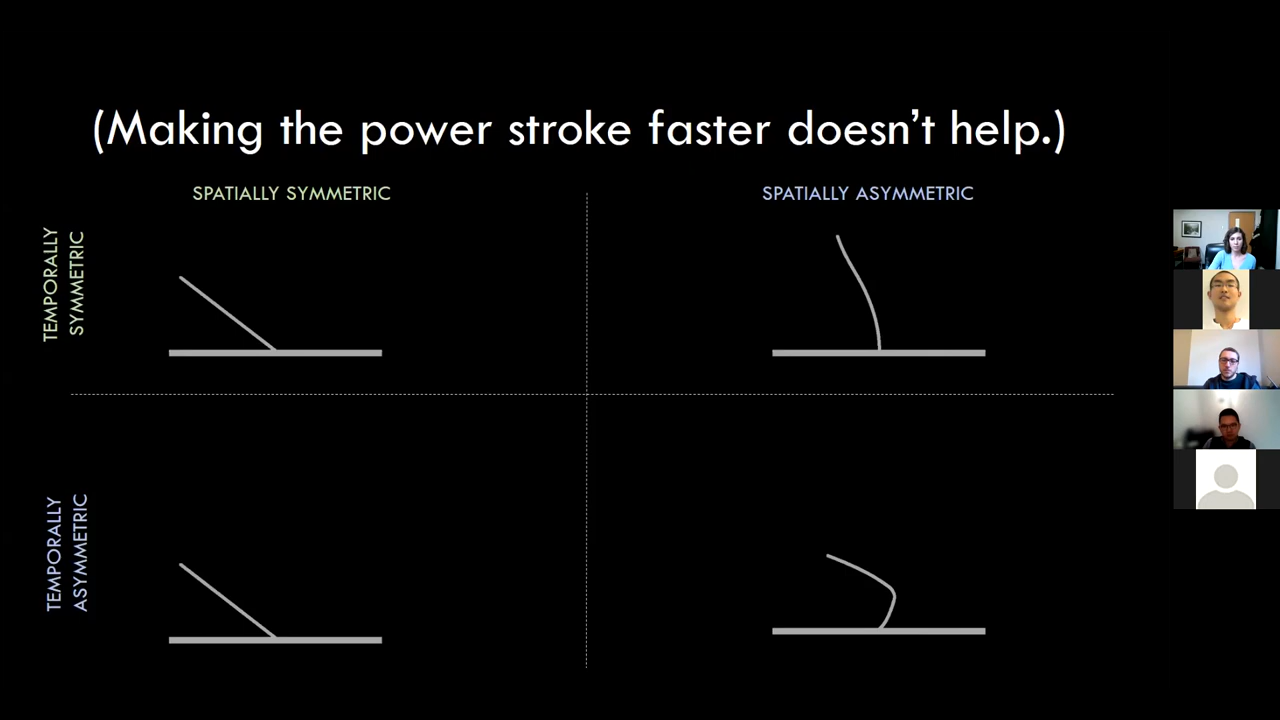 (Making the power stroke faster doesn't help.)
SPATIALLY SYMMETRIC
SPATIALLY ASYMMETRIC
TEMPORALLY
SYMMETRIC
TEMPORALLY
ASYMMETRIC